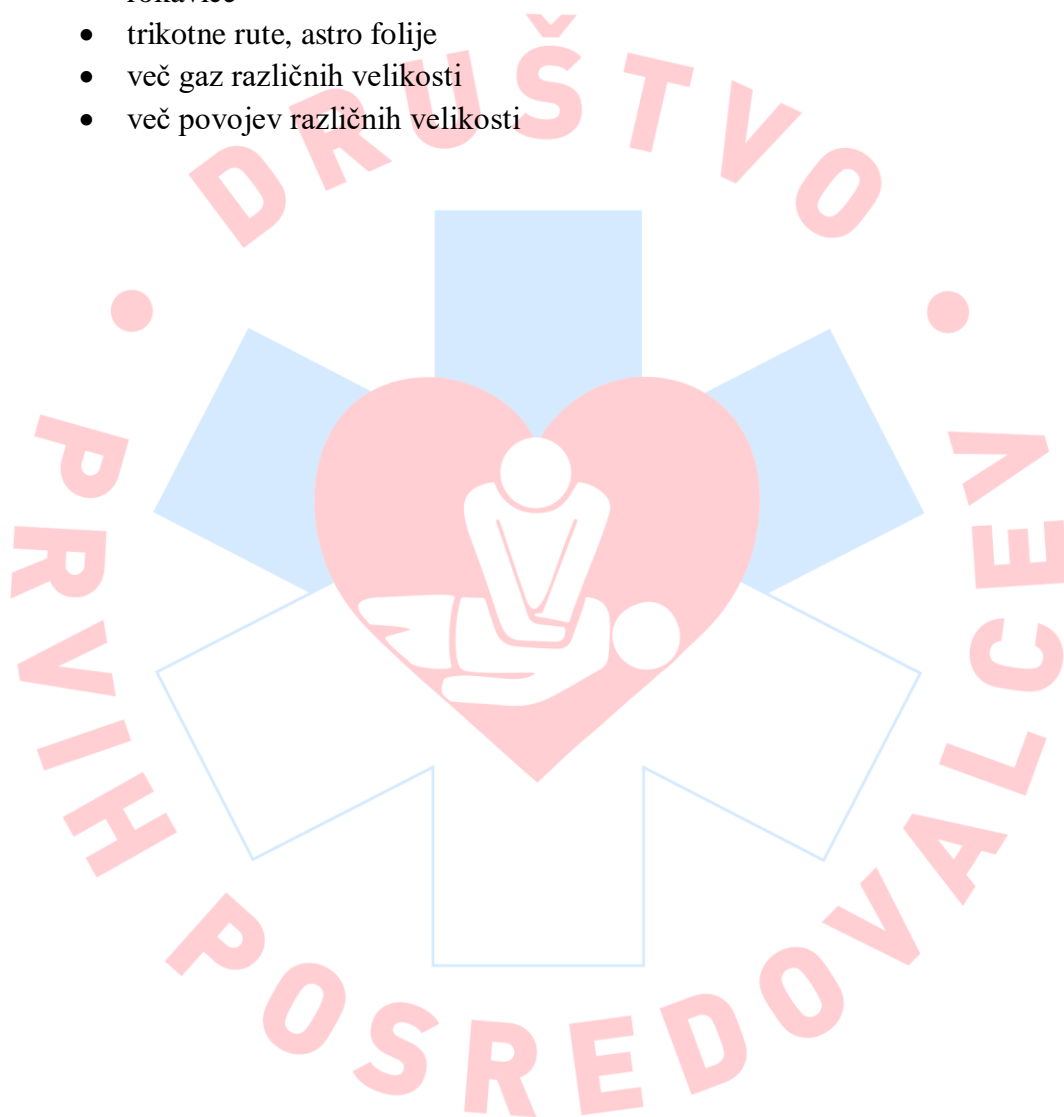 • trikotne rute, astro folije
• več gaz različnih velikosti
• več povojev različnih velikosti
• DRUŠTVO •
PRVIH POSREDOVALCEV